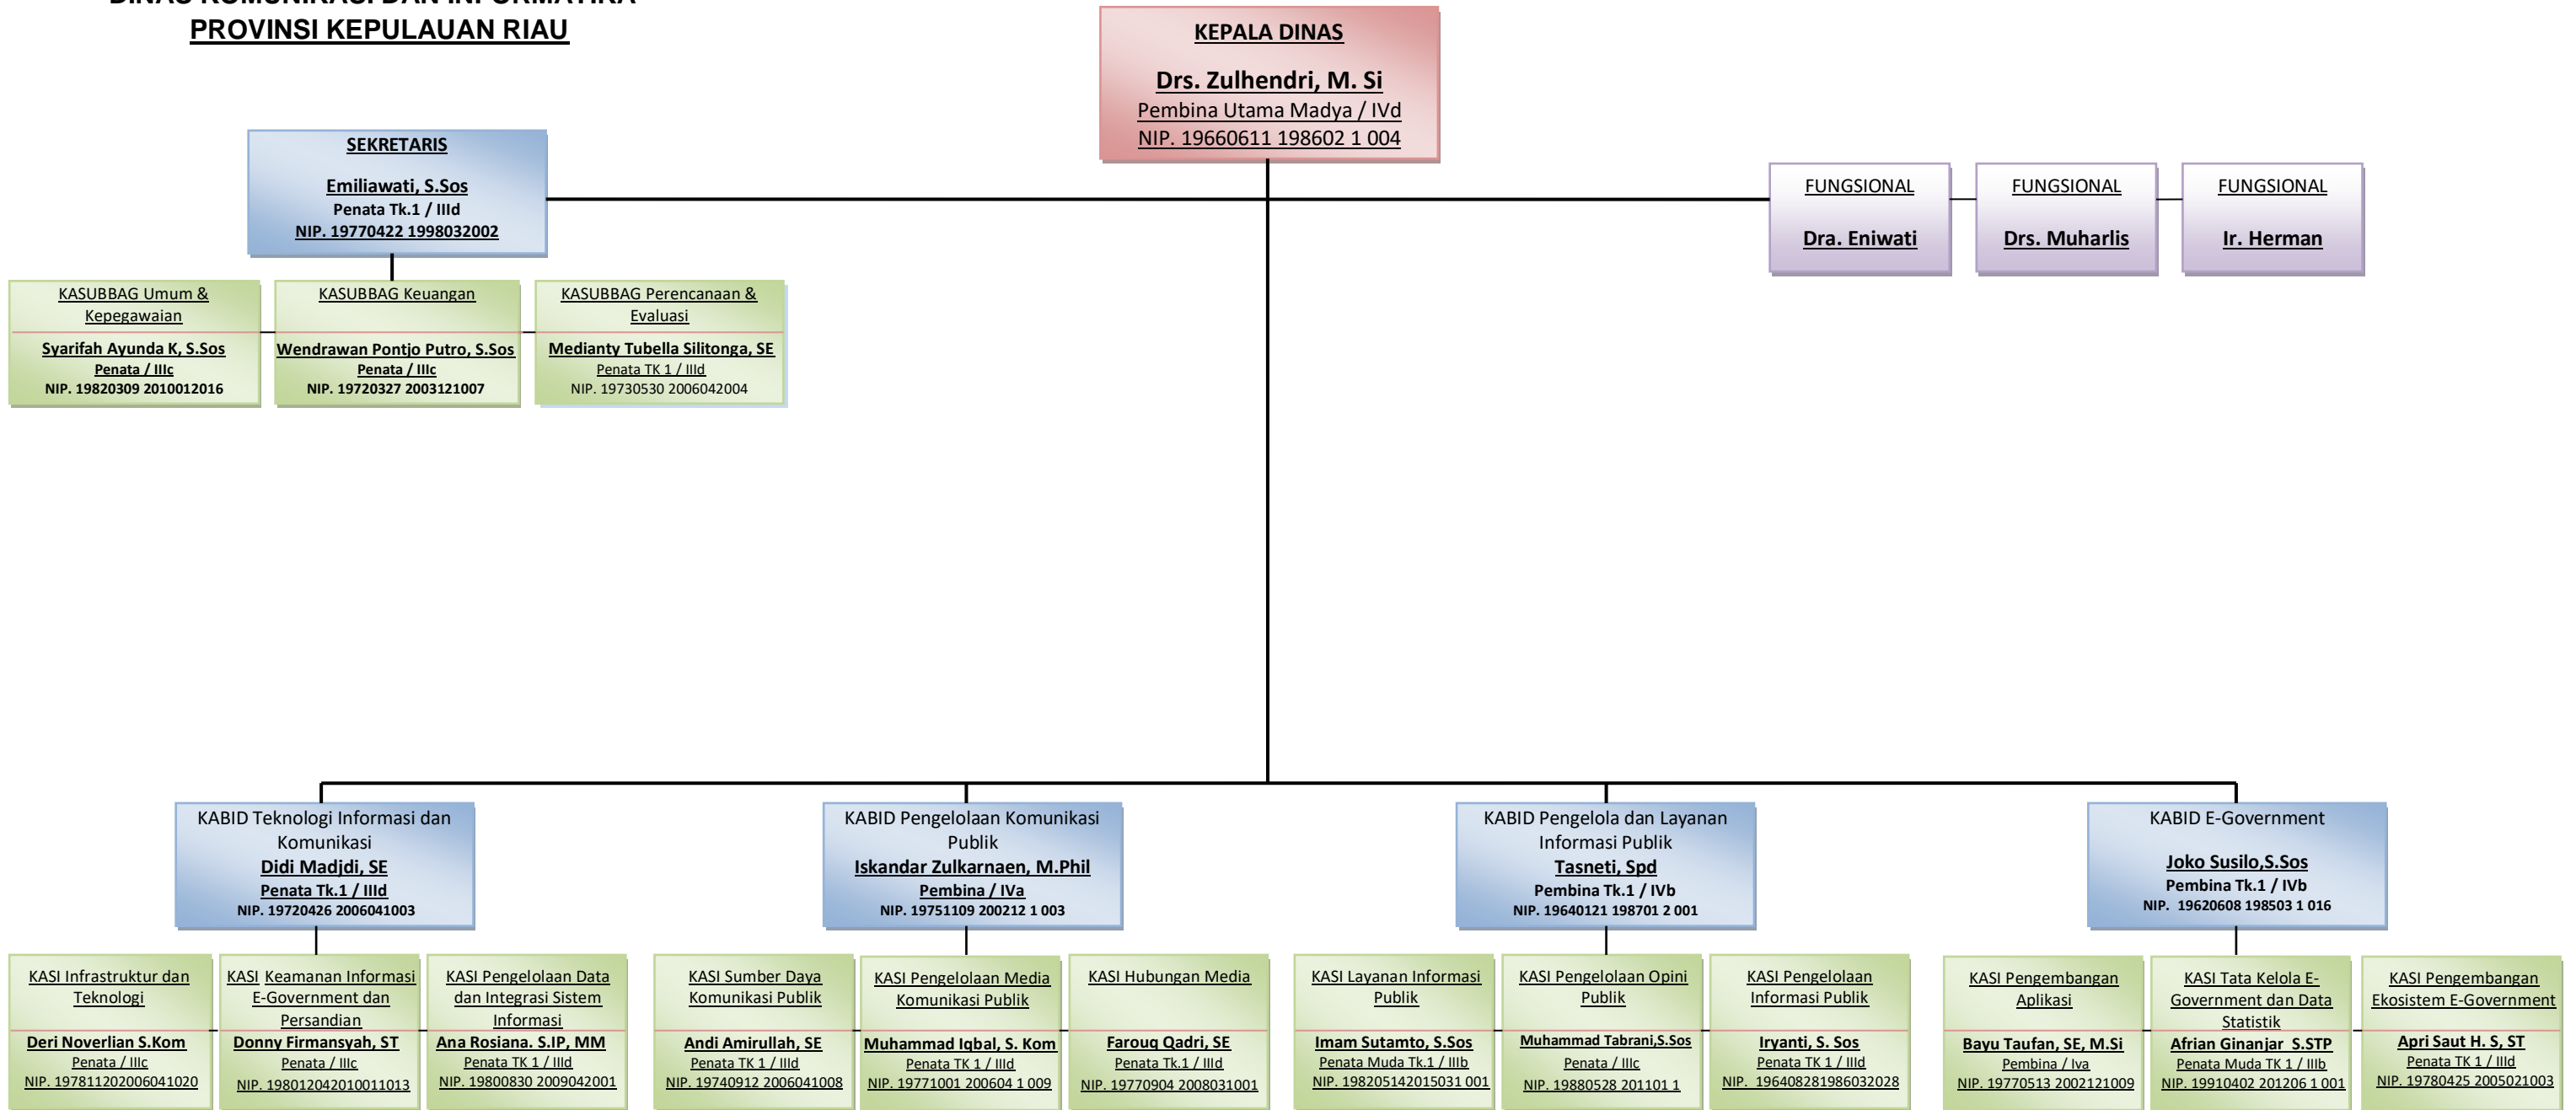 DINAS KOMUNIKASI DAN INFORMATIKA
PROVINSI KEPULAUAN RIAU
KEPALA DINAS
Drs. Zulhendri, M. Si
Pembina Utama Madya / IVd
NIP. 19660611 198602 1 004
SEKRETARIS
Emiliawati, S.Sos
Penata Tk.1 / IIId
NIP. 19770422 1998032002
FUNGSIONAL
Dra. Eniwati
FUNGSIONAL
Drs. Muharlis
FUNGSIONAL
Ir. Herman
KASUBBAG Umum &
Kepegawaian
Syarifah Ayunda K, S.Sos
Penata / IIIc
NIP. 19820309 2010012016
KASUBBAG Keuangan
Wendrawan Pontjo Putro, S.Sos
Penata / IIIc
NIP. 19720327 2003121007
KASUBBAG Perencanaan &
Evaluasi
Medianty Tubella Silitonga, SE
Penata TK 1 / IIId
NIP. 19730530 2006042004
KABID Teknologi Informasi dan
Komunikasi
Didi Madjdi, SE
Penata Tk.1 / IIId
NIP. 19720426 2006041003
KABID Pengelolaan Komunikasi
Publik
Iskandar Zulkarnaen, M.Phil
Pembina / IVa
NIP. 19751109 200212 1 003
KABID Pengelola dan Layanan
Informasi Publik
Tasneti, Spd
Pembina Tk.1 / IVb
NIP. 19640121 198701 2 001
KABID E-Government
Joko Susilo,S.Sos
Pembina Tk.1 / IVb
NIP. 19620608 198503 1 016
KASI Infrastruktur dan
Teknologi
Deri Noverlian S.Kom
Penata / IIIc
NIP. 197811202006041020
KASI Keamanan Informasi
E-Government dan
Persandian
Donny Firmansyah, ST
Penata / IIIc
NIP. 198012042010011013
KASI Pengelolaan Data
dan Integrasi Sistem
Informasi
Ana Rosiana. S.IP, MM
Penata TK 1 / IIId
NIP. 19800830 2009042001
KASI Sumber Daya
Komunikasi Publik
Andi Amirullah, SE
Penata TK 1 / IIId
NIP. 19740912 2006041008
KASI Pengelolaan Media
Komunikasi Publik
Muhammad Iqbal, S. Kom
Penata TK 1 / IIId
NIP. 19771001 200604 1 009
KASI Hubungan Media
Farouq Qadri, SE
Penata Tk.1 / IIId
NIP. 19770904 2008031001
KASI Layanan Informasi
Publik
Imam Sutamto, S.Sos
Penata Muda Tk.1 / IIIb
NIP. 198205142015031 001
KASI Pengelolaan Opini
Publik
Muhammad Tabrani,S.Sos
Penata / IIIc
NIP. 19880528 201101 1
KASI Pengelolaan
Informasi Publik
Iryanti, S. Sos
Penata TK 1 / IIId
NIP. 196408281986032028
KASI Pengembangan
Aplikasi
Bayu Taufan, SE, M.Si
Pembina / Iva
NIP. 19770513 2002121009
KASI Tata Kelola E-
Government dan Data
Statistik
Afrian Ginanjar S.STP
Penata Muda TK 1 / IIIb
NIP. 19910402 201206 1 001
KASI Pengembangan
Ekosistem E-Government
Apri Saut H. S, ST
Penata TK 1 / IIId
NIP. 19780425 2005021003